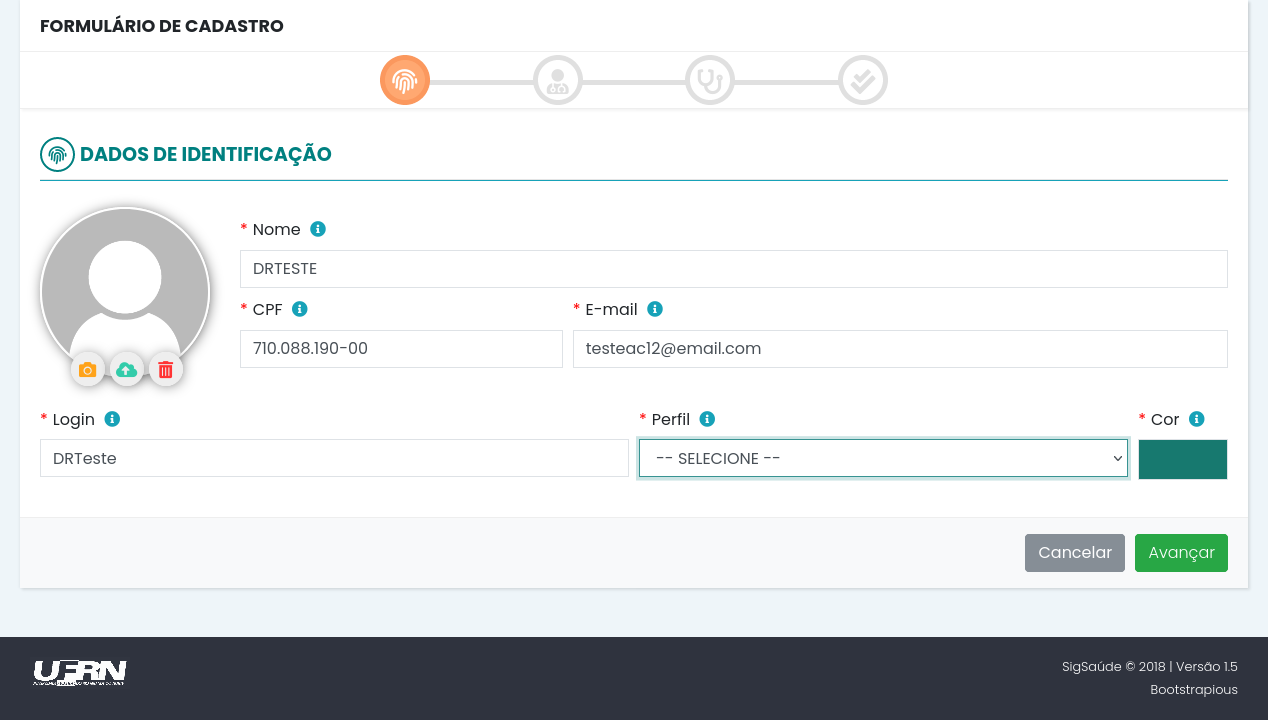 FORMULÁRIO DE CADASTRO
DADOS DE IDENTIFICAÇÃO
* Nome
DRTESTE
* CPF
* E-mail
710.088.190-00
testeac12@email.com
* Login
* Perfil
* Cor
DRTeste
-- SELECIONE --
Cancelar
Avançar
UFRN
SigSaúde © 2018 | Versão 1.5
Bootstrapious